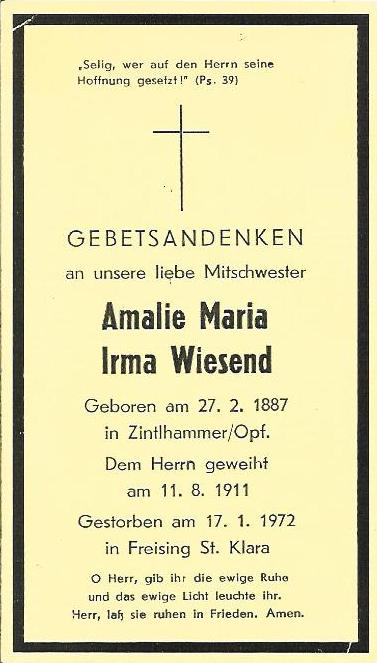 „Selig, wer auf den Herrn seine
Hoffnung gesetzt!" (Ps. 39)
GEBETSANDENKEN
an unsere liebe Mitschwester
Amalie Maria
Irma Wiesend
Geboren am 27. 2. 1887
in Zintlhammer/Opf.
Dem Herrn geweiht
am 11. 8. 1911
Gestorben am 17. 1. 1972
in Freising St. Klara
O Herr, gib ihr die ewige Ruhe
und das ewige Licht leuchte ihr.
Herr, laß sie ruhen in Frieden. Amen.